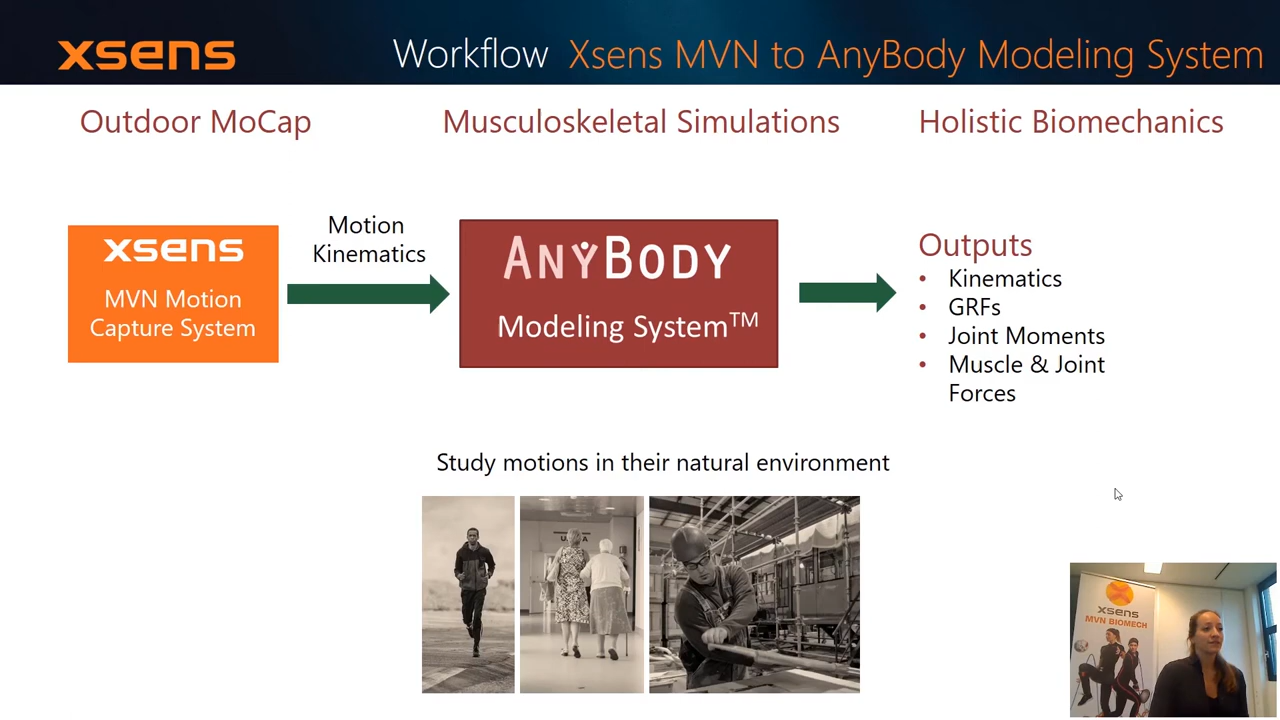 xsens
Workflow Xsens MVN to AnyBody Modeling System
Outdoor MoCap
Musculoskeletal Simulations
Holistic Biomechanics
xsens
MVN Motion
Capture System
Motion
Kinematics
ANYBODY
Modeling System™
Outputs
• Kinematics
• GRFs
• Joint Moments
• Muscle & Joint
Forces
Study motions in their natural environment
xsens
MVN BIOMECH